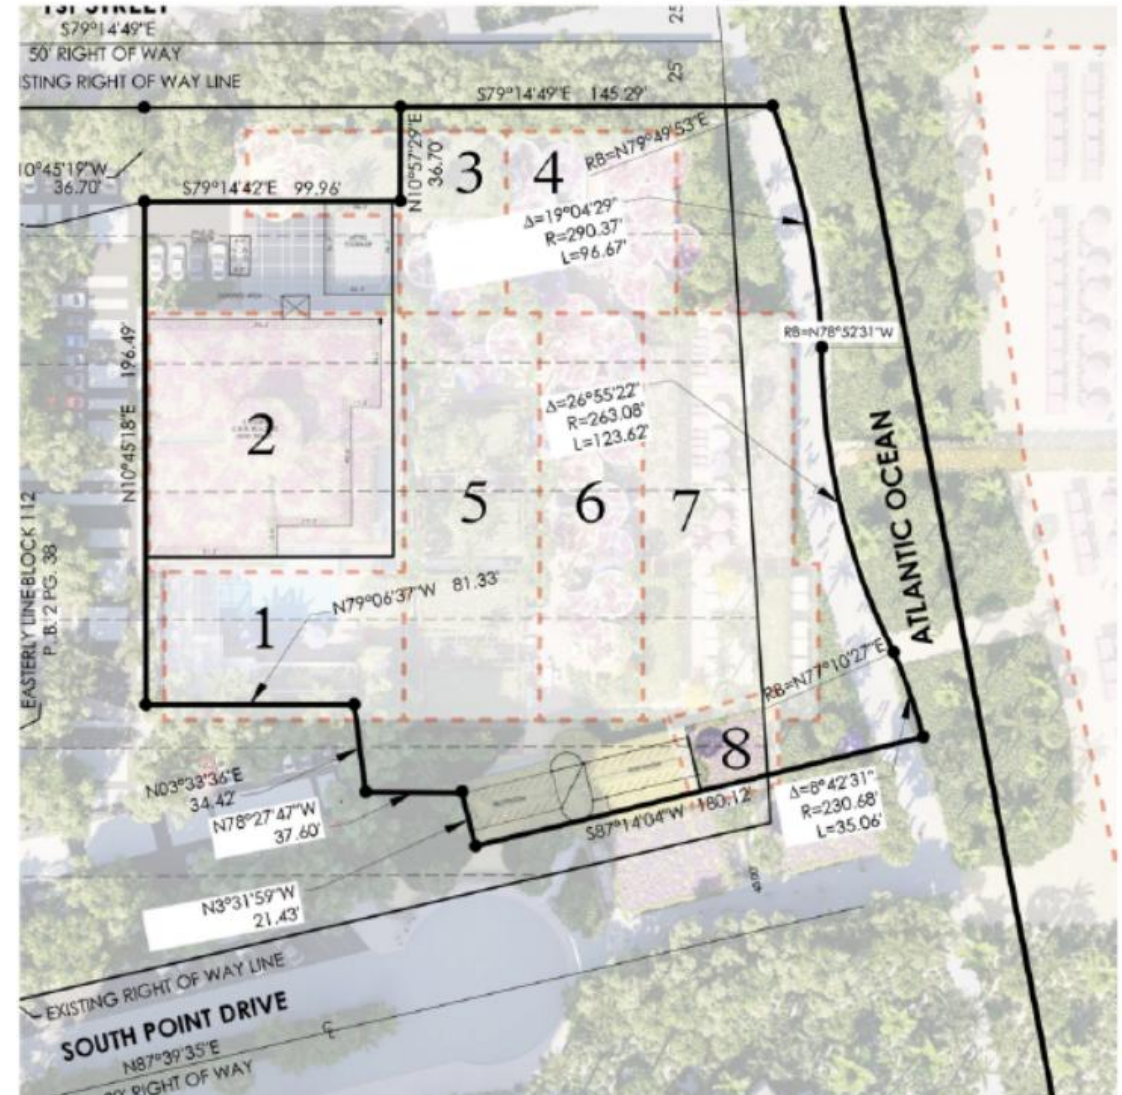 1ST STREET
S79°14'49"E
50' RIGHT OF WAY
STING RIGHT OF WAY LINE
25'
25'
S79°14'49"E 145.29'
RB=N79°49'53"E
10°45'19"W
36.70'
S79°14'42"E 99.96'
N10°57'29"E
36.70'
3
4
Δ=19°04'29"
R=290.37'
L=96.67'
RB=N78°52'31"W
N10°45'18"E 196.49'
2
Δ=26°55'22"
R=263.08'
L=123.62'
5
6
7
ATLANTIC OCEAN
EASTERLY LINE-BLOCK 112
P.B. 2 PG. 38
1
N79°06'37"W 81.33'
RB=N77°10'27"E
8
N03°33'36"E
34.42'
N78°27'47"W
37.60'
S87°14'04"W 180.12'
Δ=8°42'31"
R=230.68'
L=35.06'
N3°31'59"W
21.43'
EXISTING RIGHT OF WAY LINE
SOUTH POINT DRIVE
N87°39'35"E
RIGHT OF WAY